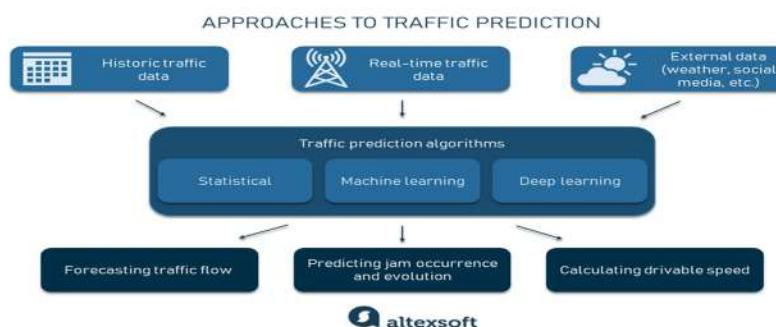 APPROACHES TO TRAFFIC PREDICTION
Historic traffic
data
Real-time traffic
data
External data
(weather, social
media, etc.)
Traffic prediction algorithms
Statistical
Machine learning
Deep learning
Forecasting traffic flow
Predicting jam occurrence
and evolution
Calculating drivable speed
altexsoft